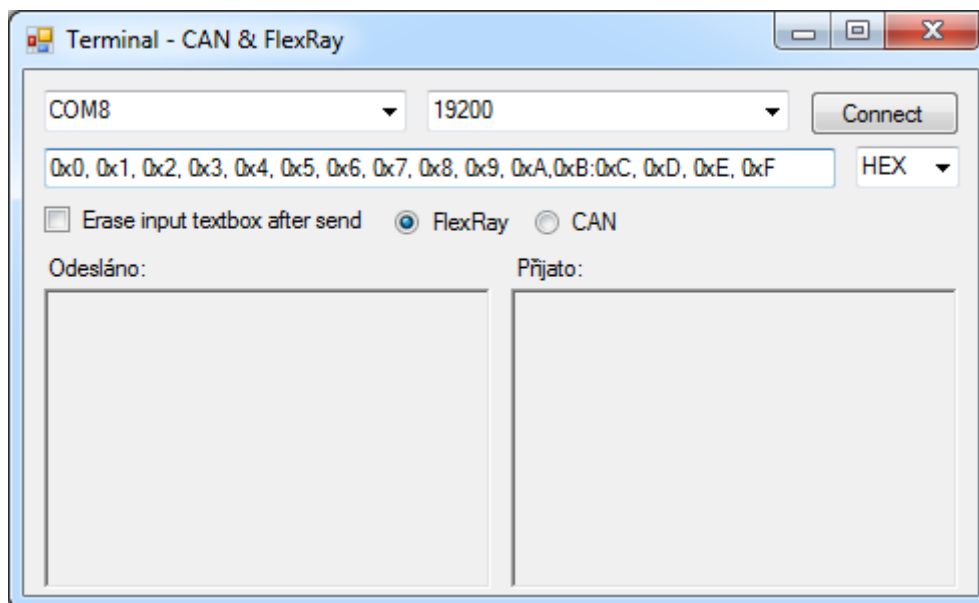 Terminal - CAN & FlexRay
COM8 19200 Connect
0x0, 0x1, 0x2, 0x3, 0x4, 0x5, 0x6, 0x7, 0x8, 0x9, 0xA,0xB:0xC, 0xD, 0xE, 0xF HEX
Erase input textbox after send FlexRay CAN
Odesláno: Přijato: